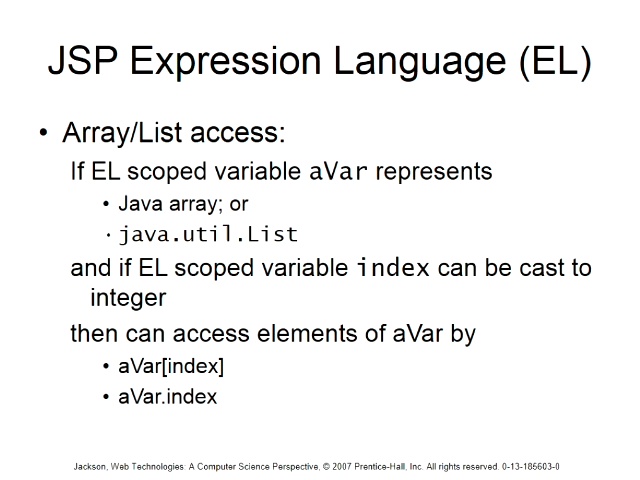 JSP Expression Language (EL)
• Array/List access:
If EL scoped variable aVar represents
• Java array; or
• java.util.List
and if EL scoped variable index can be cast to
integer
then can access elements of aVar by
• aVar[index]
• aVar.index
Jackson, Web Technologies: A Computer Science Perspective, © 2007 Prentice-Hall, Inc. All rights reserved. 0-13-185603-0